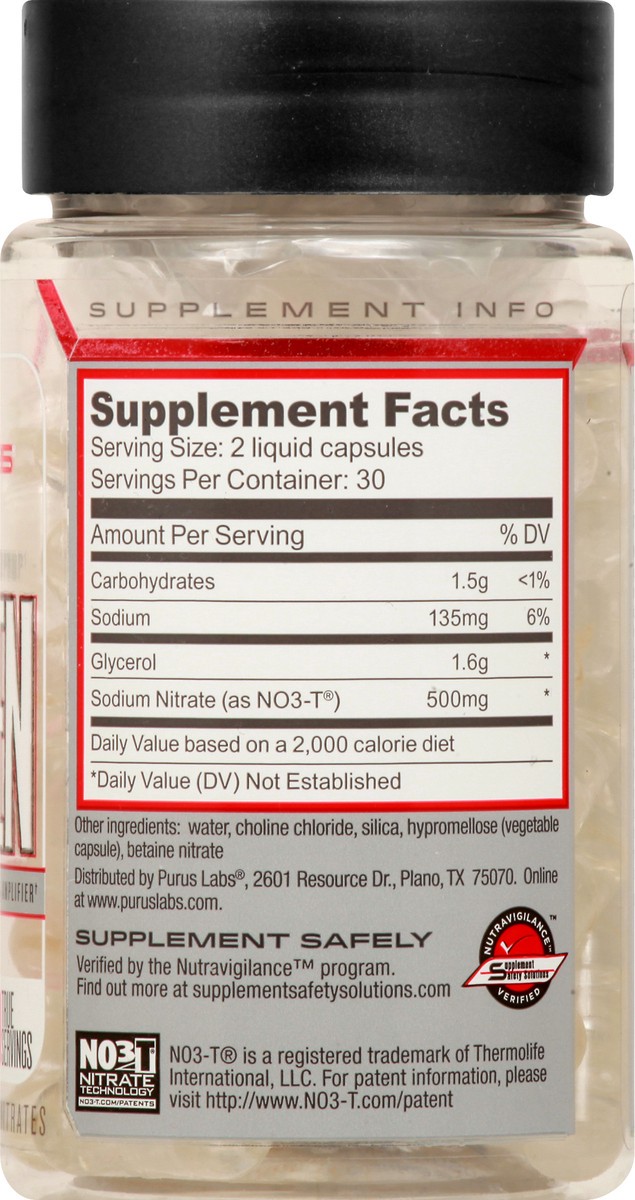 SUPPLEMENT INFO
Supplement Facts
Serving Size: 2 liquid capsules
Servings Per Container: 30
Amount Per Serving % DV
Carbohydrates 1.5g <1%
Sodium 135mg 6%
Glycerol 1.6g *
Sodium Nitrate (as NO3-T®) 500mg *
Daily Value based on a 2,000 calorie diet
*Daily Value (DV) Not Established
Other ingredients: water, choline chloride, silica, hypromellose (vegetable
capsule), betaine nitrate
Distributed by Purus Labs®, 2601 Resource Dr., Plano, TX 75070. Online
at www.puruslabs.com.
SUPPLEMENT SAFELY
Verified by the Nutravigilance™ program.
Find out more at supplementsafetysolutions.com
NUTRAVIGILANCE™
Supplement
Safety Solutions
VERIFIED
NO3-T
NITRATE
TECHNOLOGY
NO3-T.COM/PATENTS
NO3-T® is a registered trademark of Thermolife
International, LLC. For patent information, please
visit http://www.NO3-T.com/patent
EN
AMPLIFIER†
TRUE
SERVINGS
NITRATES